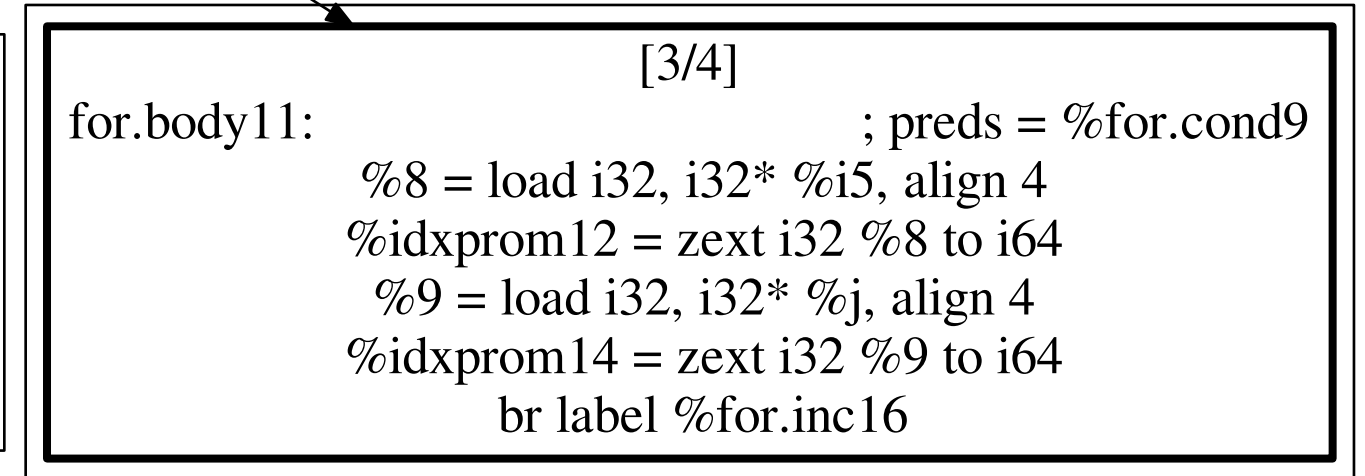 [3/4]
for.body11: ; preds = %for.cond9
%8 = load i32, i32* %i5, align 4
%idxprom12 = zext i32 %8 to i64
%9 = load i32, i32* %j, align 4
%idxprom14 = zext i32 %9 to i64
br label %for.inc16